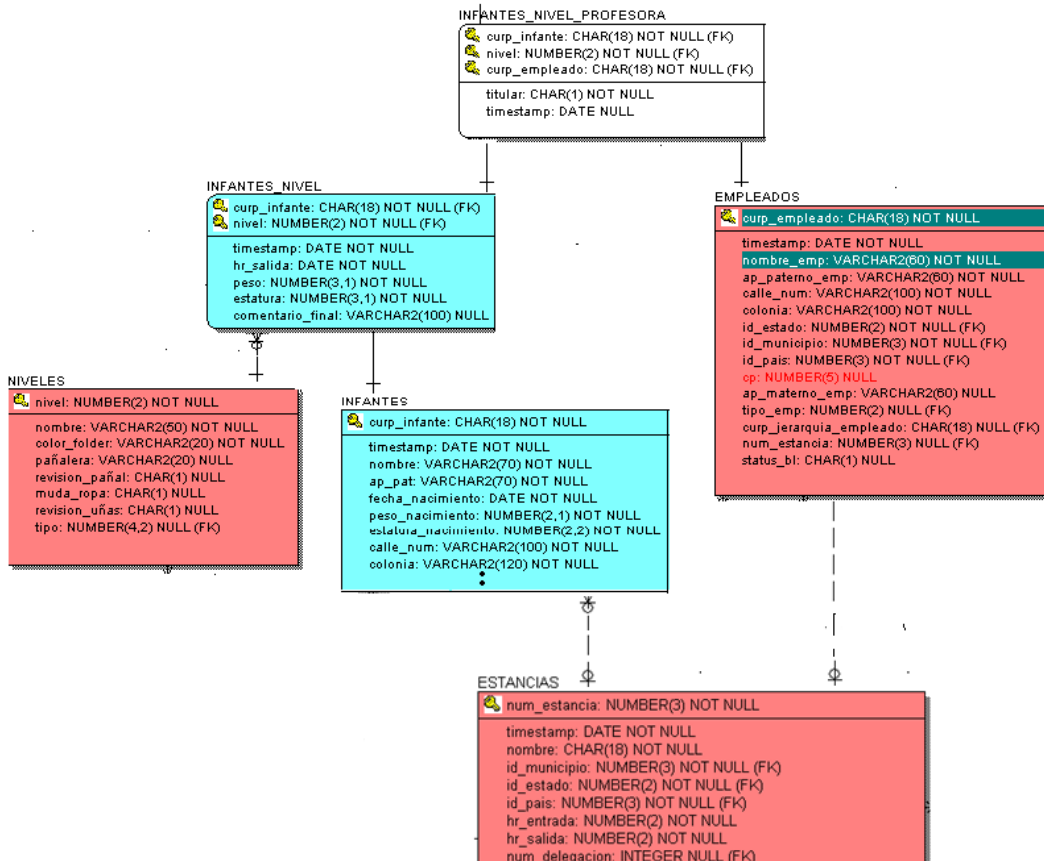 INFANTES_NIVEL_PROFESORA
curp_infante: CHAR(18) NOT NULL (FK)
nivel: NUMBER(2) NOT NULL (FK)
curp_empleado: CHAR(18) NOT NULL (FK)
titular: CHAR(1) NOT NULL
timestamp: DATE NULL
INFANTES_NIVEL
curp_infante: CHAR(18) NOT NULL (FK)
nivel: NUMBER(2) NOT NULL (FK)
timestamp: DATE NOT NULL
hr_salida: DATE NOT NULL
peso: NUMBER(3,1) NOT NULL
estatura: NUMBER(3,1) NOT NULL
comentario_final: VARCHAR2(100) NULL
EMPLEADOS
curp_empleado: CHAR(18) NOT NULL
timestamp: DATE NOT NULL
nombre_emp: VARCHAR2(60) NOT NULL
ap_paterno_emp: VARCHAR2(60) NOT NULL
calle_num: VARCHAR2(100) NOT NULL
colonia: VARCHAR2(100) NOT NULL
id_estado: NUMBER(2) NOT NULL (FK)
id_municipio: NUMBER(3) NOT NULL (FK)
id_pais: NUMBER(3) NOT NULL (FK)
cp: NUMBER(5) NULL
ap_materno_emp: VARCHAR2(60) NULL
tipo_emp: NUMBER(2) NULL (FK)
curp_jerarquia_empleado: CHAR(18) NULL (FK)
num_estancia: NUMBER(3) NULL (FK)
status_bl: CHAR(1) NULL
NIVELES
nivel: NUMBER(2) NOT NULL
nombre: VARCHAR2(50) NOT NULL
color_folder: VARCHAR2(20) NOT NULL
pañalera: VARCHAR2(20) NULL
revision_pañal: CHAR(1) NULL
muda_ropa: CHAR(1) NULL
revision_uñas: CHAR(1) NULL
tipo: NUMBER(4,2) NULL (FK)
INFANTES
curp_infante: CHAR(18) NOT NULL
timestamp: DATE NOT NULL
nombre: VARCHAR2(70) NOT NULL
ap_pat: VARCHAR2(70) NOT NULL
fecha_nacimiento: DATE NOT NULL
peso_nacimiento: NUMBER(2,1) NOT NULL
estatura_nacimiento: NUMBER(2,2) NOT NULL
calle_num: VARCHAR2(100) NOT NULL
colonia: VARCHAR2(120) NOT NULL
ESTANCIAS
num_estancia: NUMBER(3) NOT NULL
timestamp: DATE NOT NULL
nombre: CHAR(18) NOT NULL
id_municipio: NUMBER(3) NOT NULL (FK)
id_estado: NUMBER(2) NOT NULL (FK)
id_pais: NUMBER(3) NOT NULL (FK)
hr_entrada: NUMBER(2) NOT NULL
hr_salida: NUMBER(2) NOT NULL
num_delegacion: INTEGER NULL (FK)